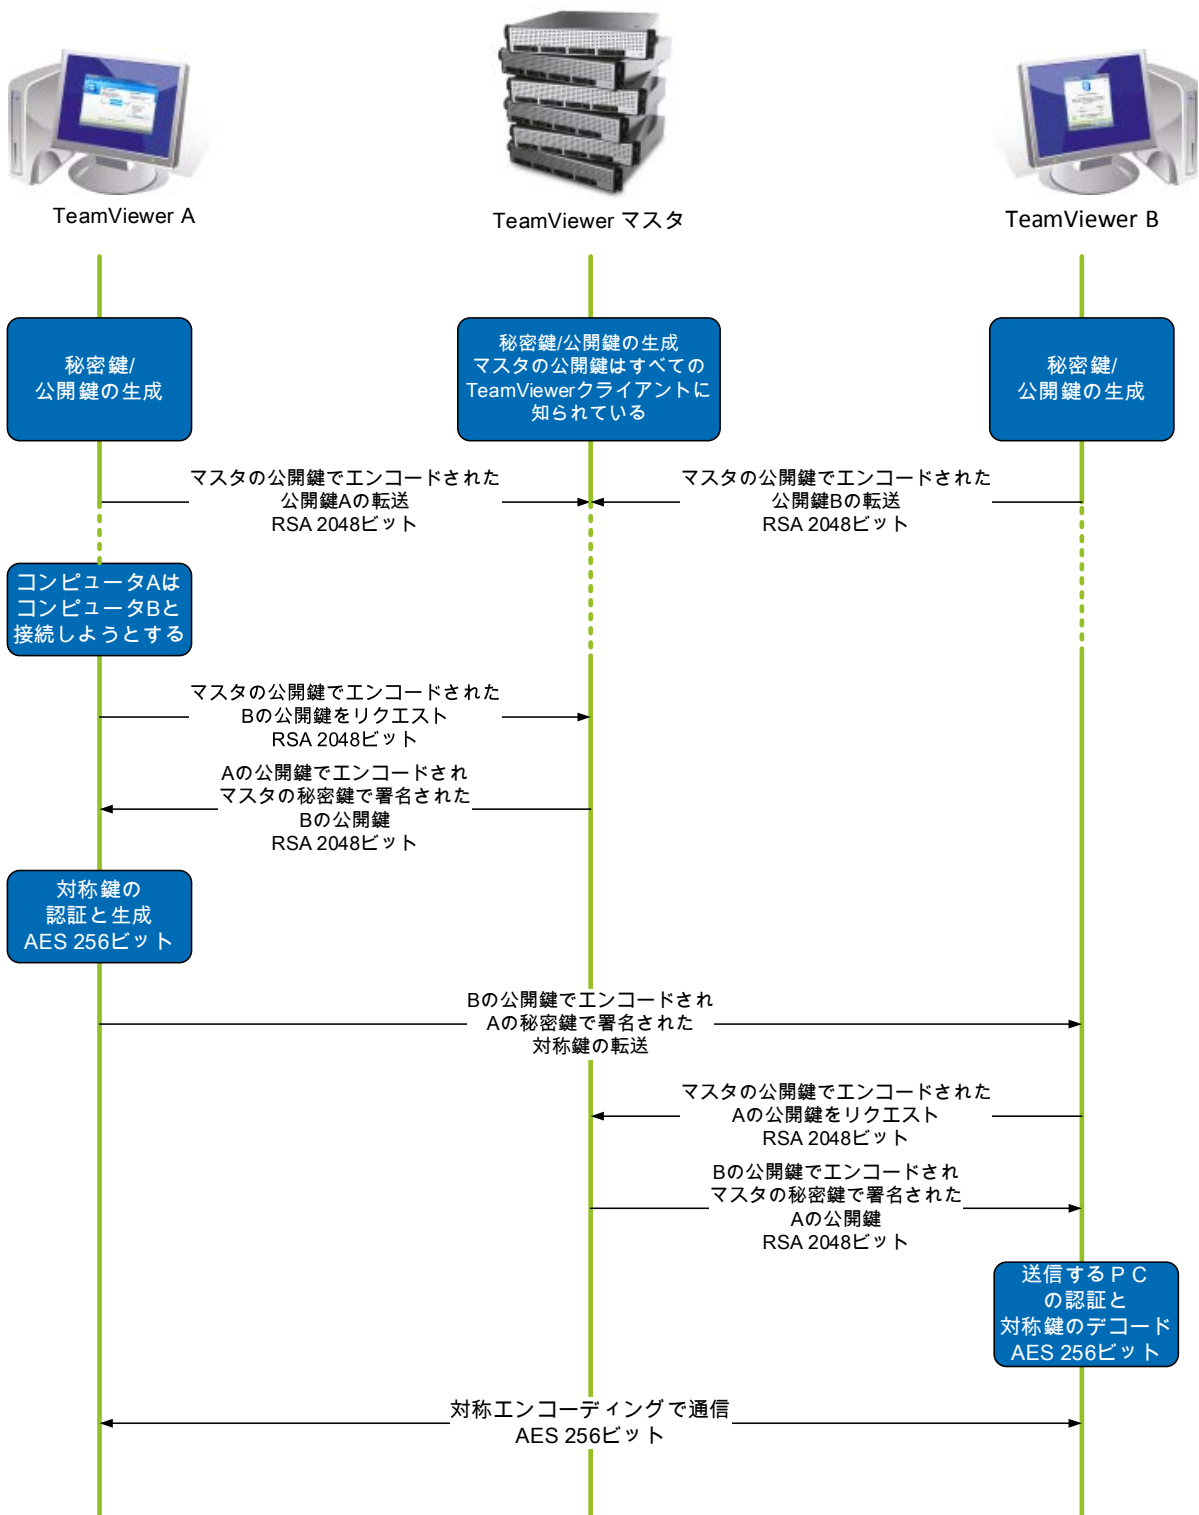 TeamViewer A
TeamViewer マスタ
TeamViewer B
秘密鍵/
公開鍵の生成
秘密鍵/公開鍵の生成
マスタの公開鍵はすべての
TeamViewerクライアントに
知られている
秘密鍵/
公開鍵の生成
マスタの公開鍵でエンコードされた
公開鍵Aの転送
RSA 2048ビット
マスタの公開鍵でエンコードされた
公開鍵Bの転送
RSA 2048ビット
コンピュータAは
コンピュータBと
接続しようとする
マスタの公開鍵でエンコードされた
Bの公開鍵をリクエスト
RSA 2048ビット
Aの公開鍵でエンコードされ
マスタの秘密鍵で署名された
Bの公開鍵
RSA 2048ビット
対称鍵の
認証と生成
AES 256ビット
Bの公開鍵でエンコードされ
Aの秘密鍵で署名された
対称鍵の転送
マスタの公開鍵でエンコードされた
Aの公開鍵をリクエスト
RSA 2048ビット
Bの公開鍵でエンコードされ
マスタの秘密鍵で署名された
Aの公開鍵
RSA 2048ビット
送信するＰＣ
の認証と
対称鍵のデコード
AES 256ビット
対称エンコーディングで通信
AES 256ビット